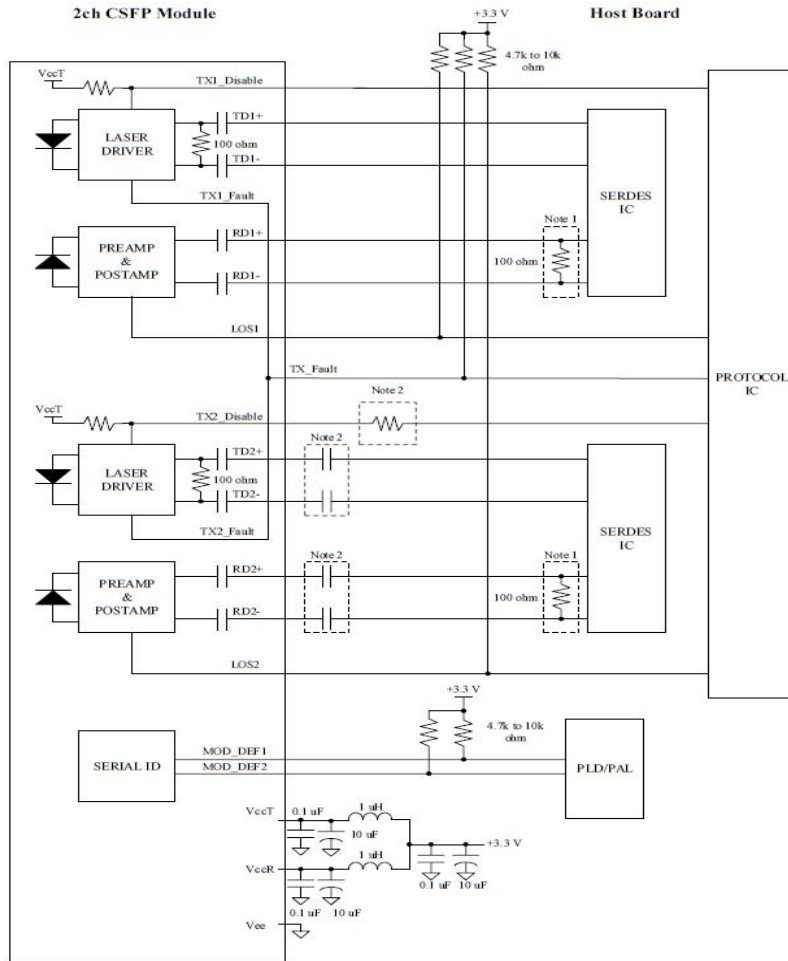 2ch CSFP Module
Host Board
+3.3 V
4.7k to 10k
ohm
VccT
TX1_Disable
LASER
DRIVER
TD1+
100 ohm
TD1-
TX1_Fault
SERDES
IC
PREAMP
&
POSTAMP
RD1+
RD1-
Note 1
100 ohm
LOS1
TX_Fault
PROTOCOL
IC
VccT
TX2_Disable
Note 2
LASER
DRIVER
TD2+
100 ohm
TD2-
Note 2
TX2_Fault
SERDES
IC
PREAMP
&
POSTAMP
RD2+
RD2-
Note 2
Note 1
100 ohm
LOS2
+3.3 V
4.7k to 10k
ohm
SERIAL ID
MOD_DEF1
MOD_DEF2
PLD/PAL
VccT
0.1 uF
10 uF
1 uH
1 uH
+3.3 V
VccR
0.1 uF
10 uF
0.1 uF
10 uF
Vee